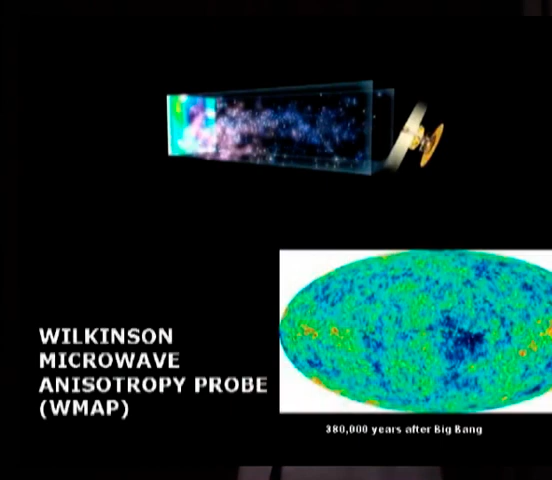 WILKINSON
MICROWAVE
ANISOTROPY PROBE
(WMAP)
380,000 years after Big Bang